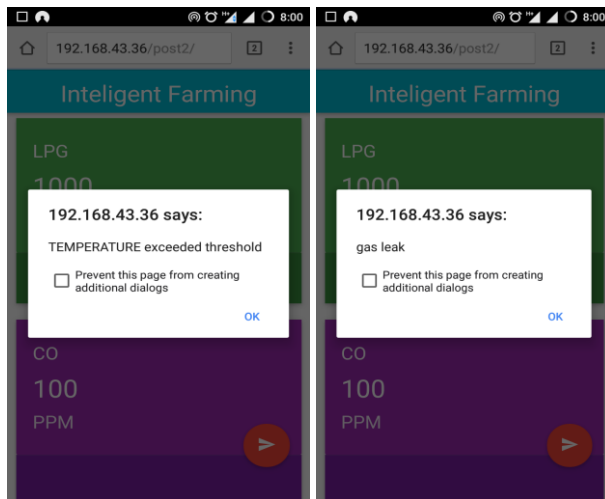 8:00
192.168.43.36/post2/
2
Inteligent Farming
LPG
1000
192.168.43.36 says:
TEMPERATURE exceeded threshold
Prevent this page from creating
additional dialogs
OK
CO
100
PPM
8:00
192.168.43.36/post2/
2
Inteligent Farming
LPG
1000
192.168.43.36 says:
gas leak
Prevent this page from creating
additional dialogs
OK
CO
100
PPM